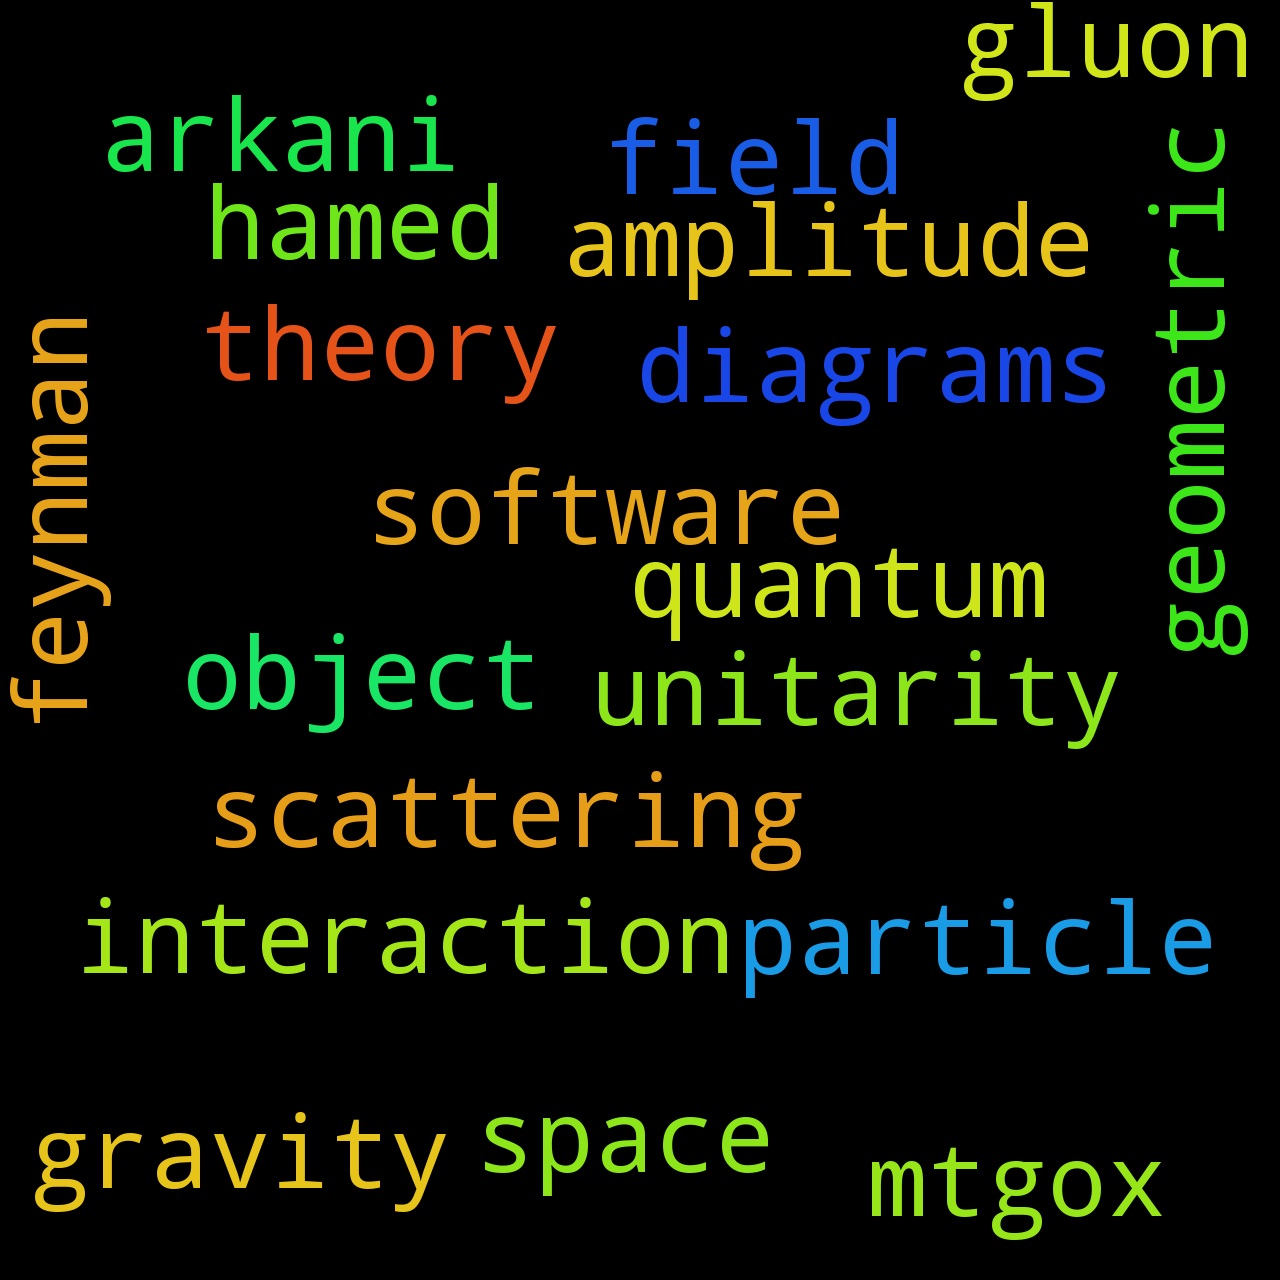 gluon
arkani
field
hamed
amplitude
geometric
theory
diagrams
feynman
software
quantum
object
unitarity
scattering
interaction
particle
gravity
space
mtgox